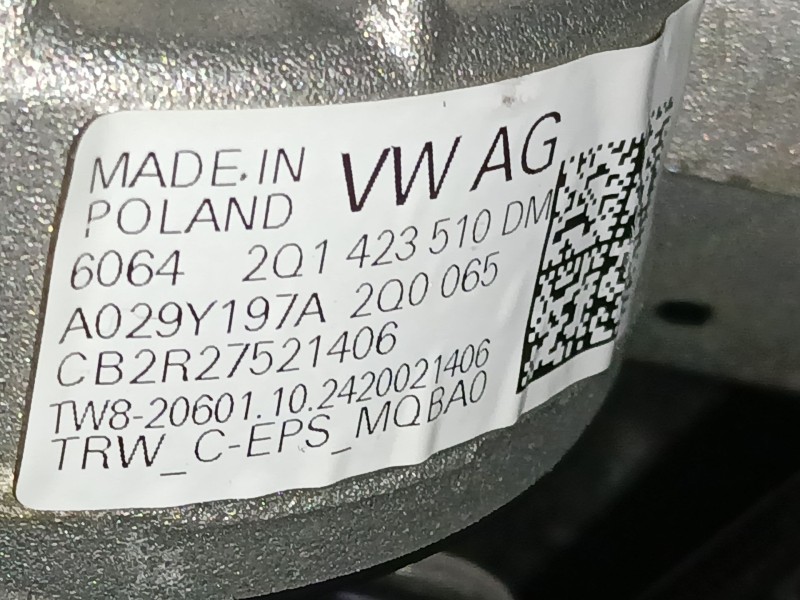 MADE.IN VW AG
POLAND
6064 2Q1 423 510 DM
A029Y197A 2Q0 065
CB2R27521406
TW8-20601.10.2420021406
TRW_C-EPS_MQBA0